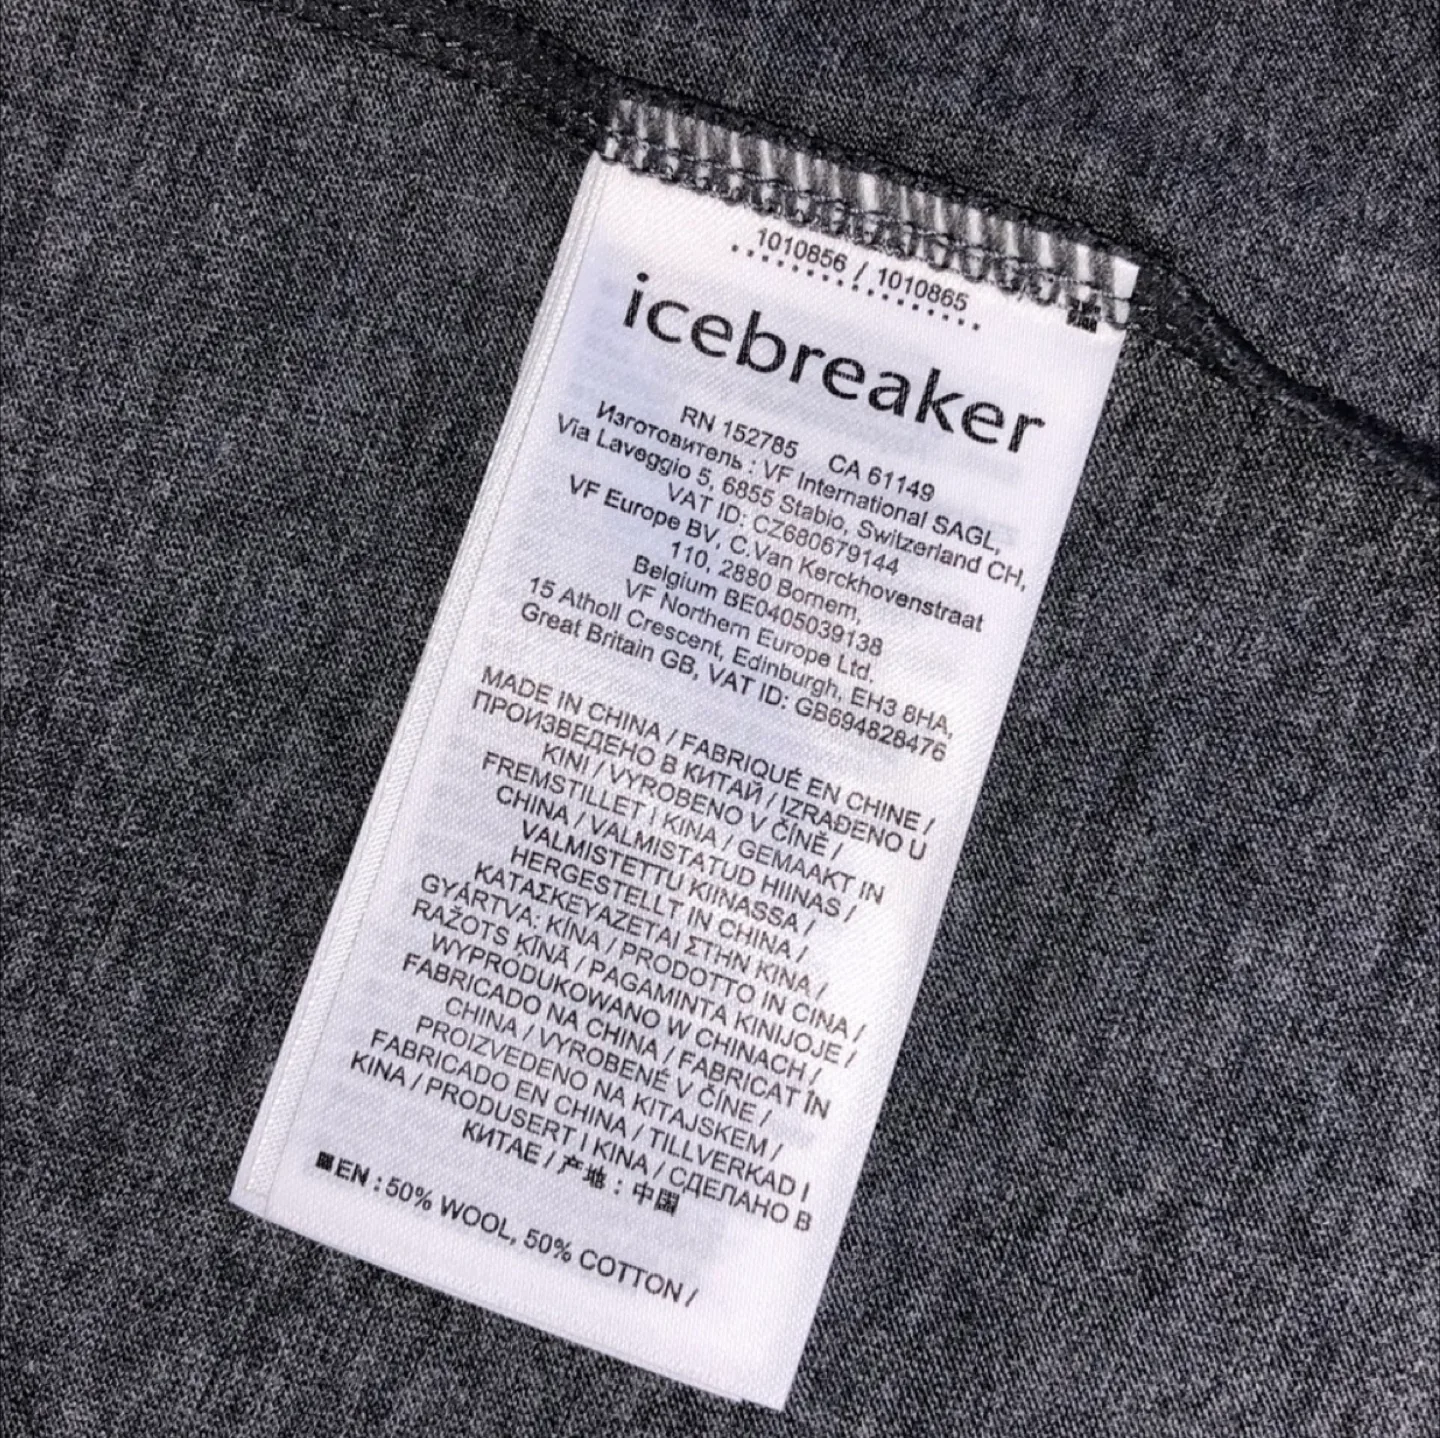 1010856 / 1010865
icebreaker
RN 152785 CA 61149
Изготовитель : VF International SAGL,
Via Laveggio 5, 6855 Stabio, Switzerland CH,
VAT ID: CZ680679144
VF Europe BV, C.Van Kerckhovenstraat
110, 2880 Bornem,
Belgium BE0405039138
VF Northern Europe Ltd.
15 Atholl Crescent, Edinburgh, EH3 8HA,
Great Britain GB, VAT ID: GB694828476
MADE IN CHINA / FABRIQUÉ EN CHINE /
ПРОИЗВЕДЕНО В КИТАЙ / IZRAĐENO U
KINI / VYROBENO V ČÍNĚ /
FREMSTILLET I KINA / GEMAAKT IN
CHINA / VALMISTATUD HIINAS /
VALMISTETTU KIINASSA /
HERGESTELLT IN CHINA /
ΚΑΤΑΣΚΕΥΑΖΕΤΑΙ ΣΤΗΝ ΚΙΝΑ /
GYÁRTVA: KÍNA / PRODOTTO IN CINA /
RAŽOTS ĶĪNĀ / PAGAMINTA KINIJOJE /
WYPRODUKOWANO W CHINACH /
FABRICADO NA CHINA / FABRICAT ÎN
CHINA / VYROBENÉ V ČÍNE /
PROIZVEDENO NA KITAJSKEM /
FABRICADO EN CHINA / TILLVERKAD I
KINA / PRODUSERT I KINA / СДЕЛАНО В
КИТАЕ / 产地 : 中国
EN : 50% WOOL, 50% COTTON /